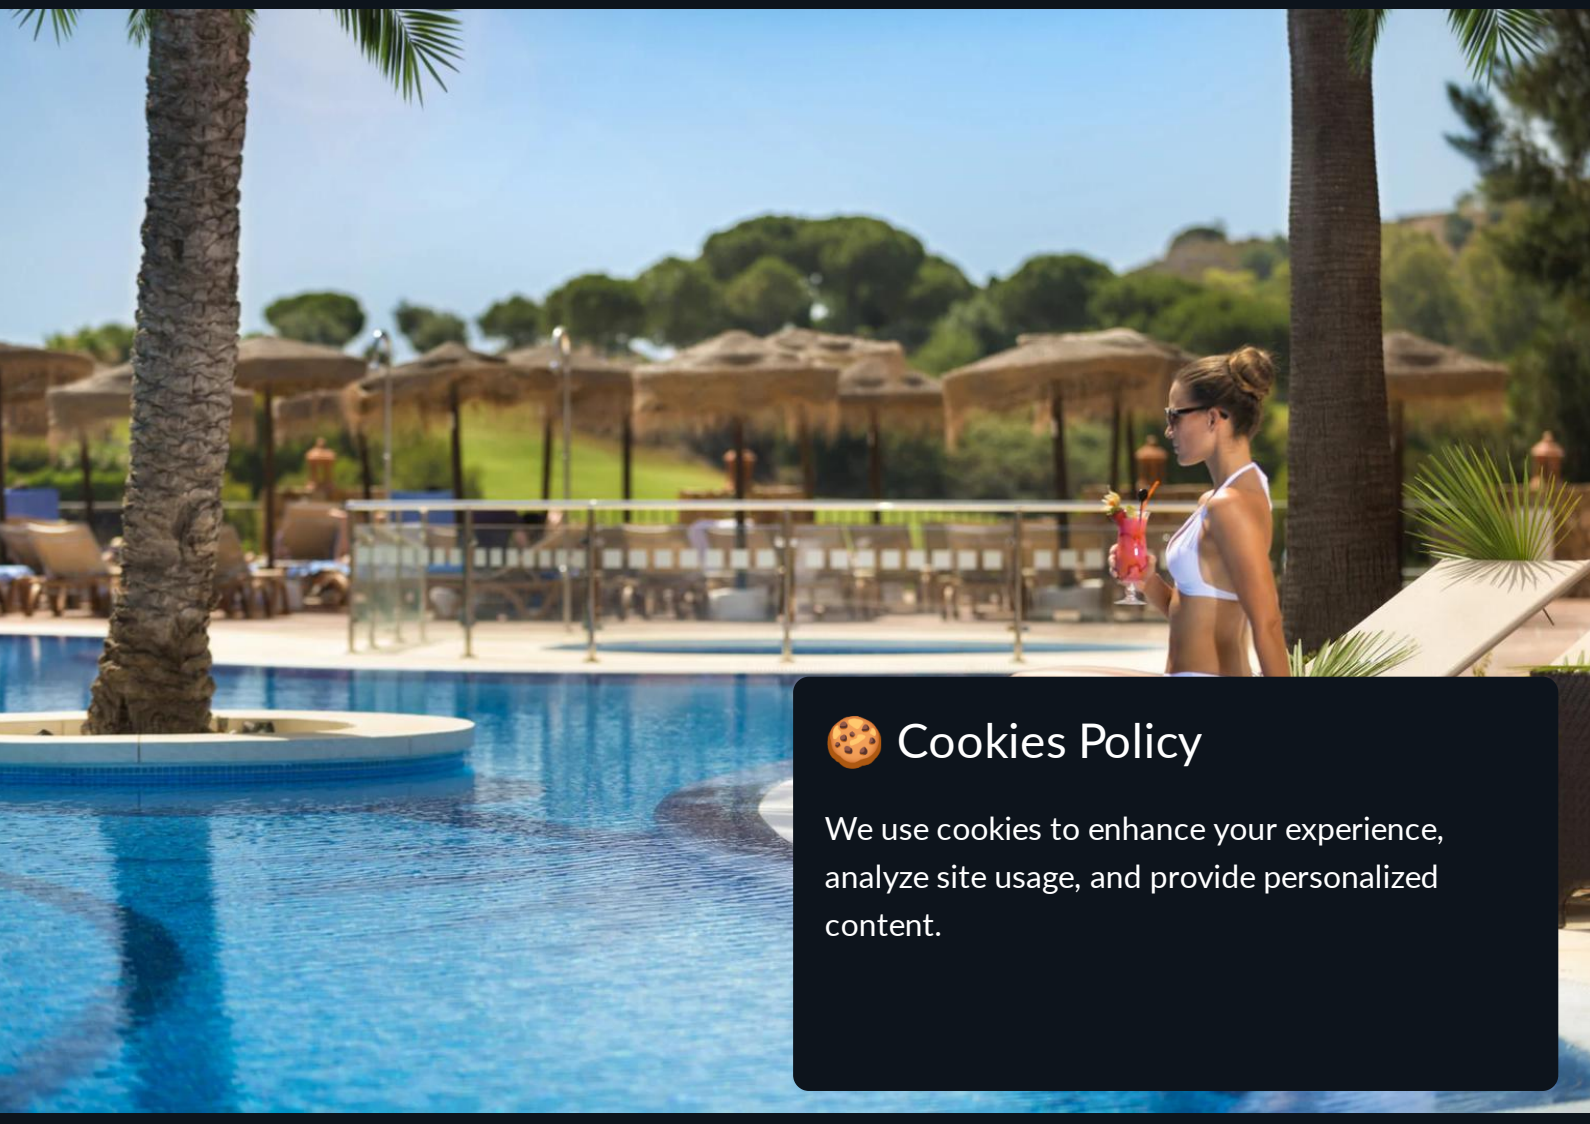 🍪 Cookies Policy
We use cookies to enhance your experience,
analyze site usage, and provide personalized
content.